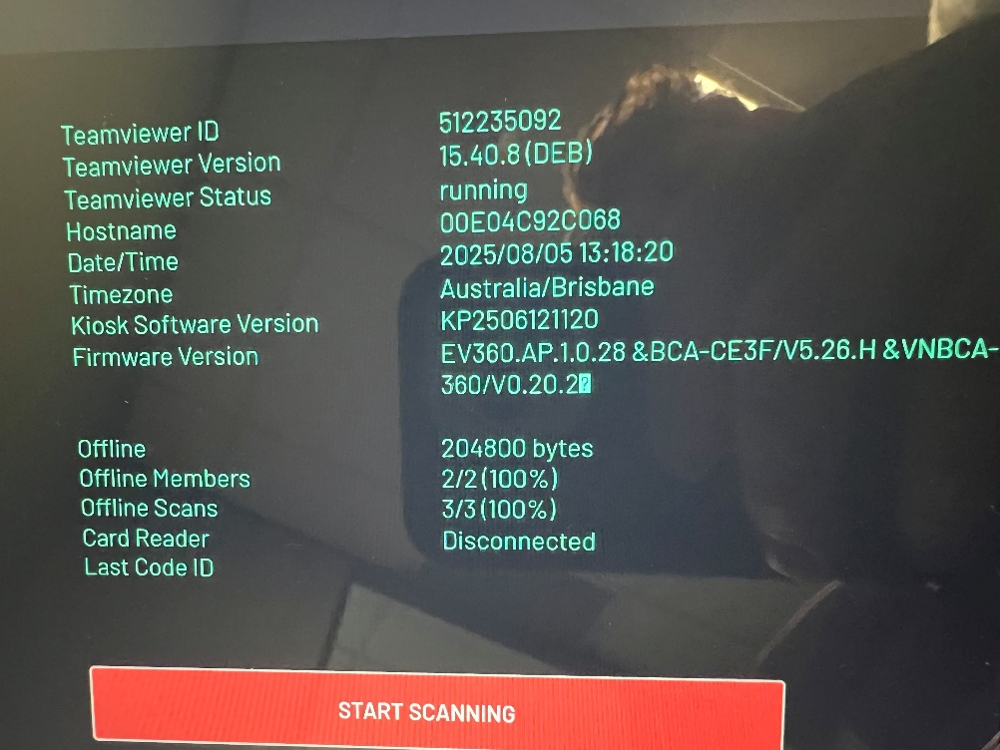 Teamviewer ID 512235092
Teamviewer Version 15.40.8 (DEB)
Teamviewer Status running
Hostname 00E04C92C068
Date/Time 2025/08/05 13:18:20
Timezone Australia/Brisbane
Kiosk Software Version KP2506121120
Firmware Version EV360.AP.1.0.28 &BCA-CE3F/V5.26.H &VNBCA-
360/V0.20.2�
Offline 204800 bytes
Offline Members 2/2 (100%)
Offline Scans 3/3 (100%)
Card Reader Disconnected
Last Code ID
START SCANNING